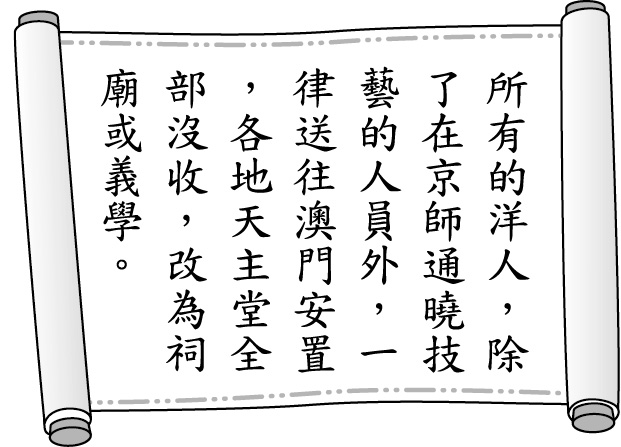 所有的洋人，除
了在京師通曉技
藝的人員外，一
律送往澳門安置
，各地天主堂全
部沒收，改為祠
廟或義學。